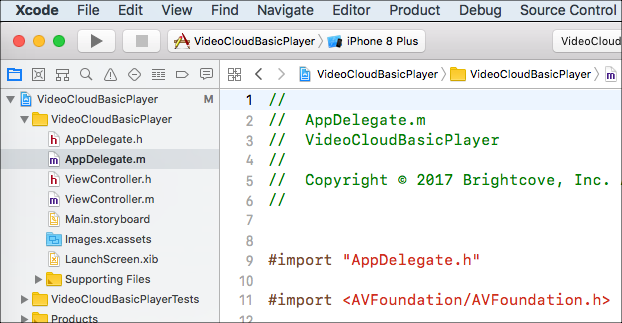 Xcode File Edit View Find Navigate Editor Product Debug Source Control
VideoCloudBasicPlayer iPhone 8 Plus VideoCloud
VideoCloudBasicPlayer VideoCloudBasicPlayer
VideoCloudBasicPlayer M
VideoCloudBasicPlayer
h AppDelegate.h
m AppDelegate.m
h ViewController.h
m ViewController.m
Main.storyboard
Images.xcassets
LaunchScreen.xib
Supporting Files
VideoCloudBasicPlayerTests
Products
1 //
2 // AppDelegate.m
3 // VideoCloudBasicPlayer
4 //
5 // Copyright © 2017 Brightcove, Inc.
6 //
7
8
9 #import "AppDelegate.h"
10
11 #import <AVFoundation/AVFoundation.h>
12